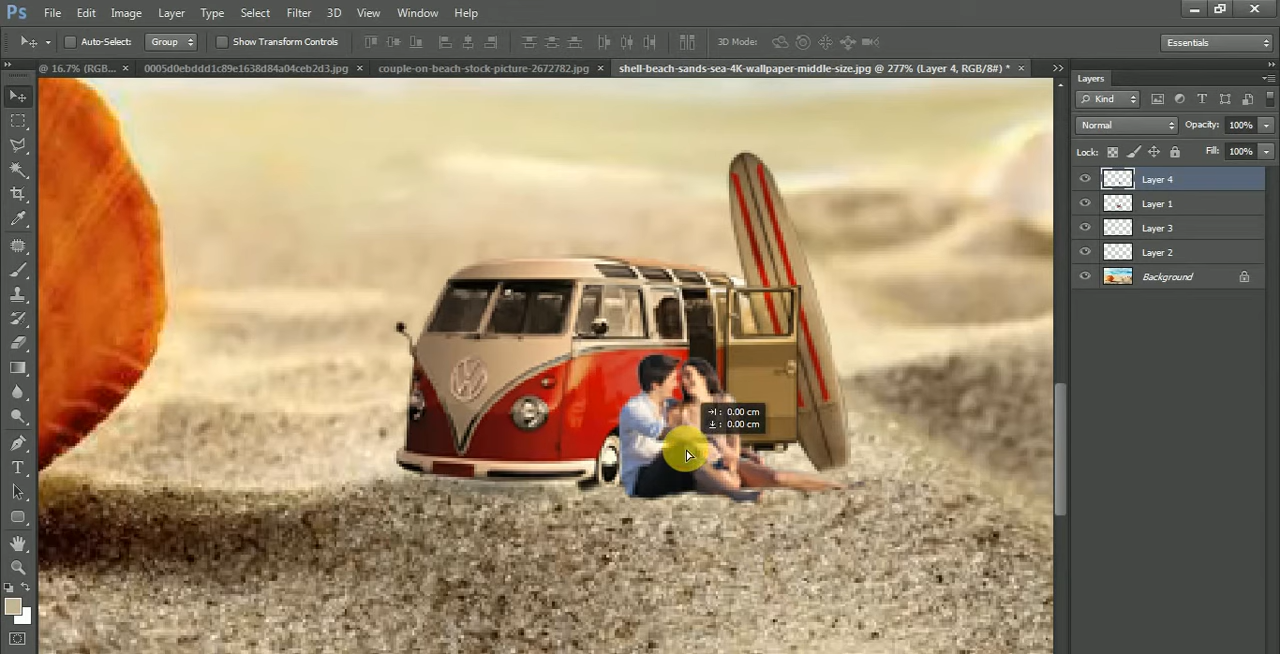 Ps File Edit Image Layer Type Select Filter 3D View Window Help
Auto-Select: Group Show Transform Controls 3D Mode: Essentials
@ 16.7% (RGB... × 0005d0ebddd1c89e1638d84a04ceb2d3.jpg × couple-on-beach-stock-picture-2672782.jpg × shell-beach-sands-sea-4K-wallpaper-middle-size.jpg @ 277% (Layer 4, RGB/8#) * ×
Layers
Kind
Normal Opacity: 100%
Lock: Fill: 100%
Layer 4
Layer 1
Layer 3
Layer 2
Background
: 0.00 cm
: 0.00 cm